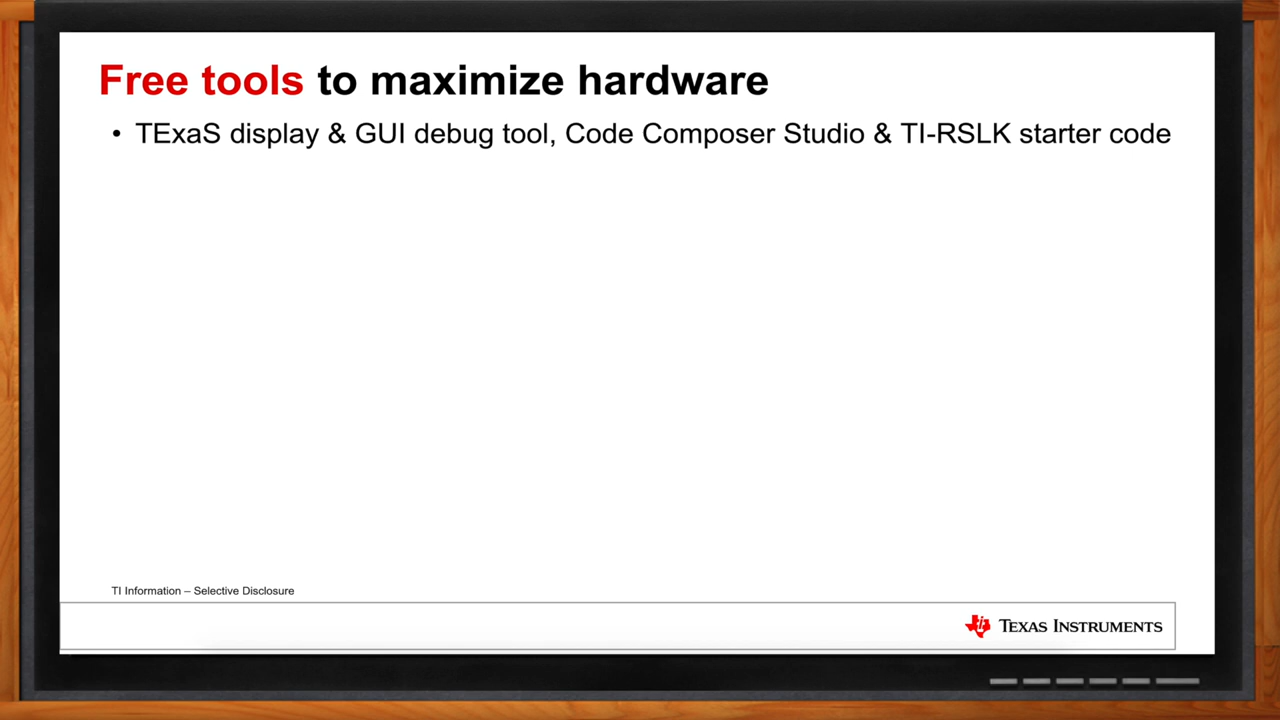 Free tools to maximize hardware
• TExaS display & GUI debug tool, Code Composer Studio & TI-RSLK starter code
TI Information – Selective Disclosure
TEXAS INSTRUMENTS